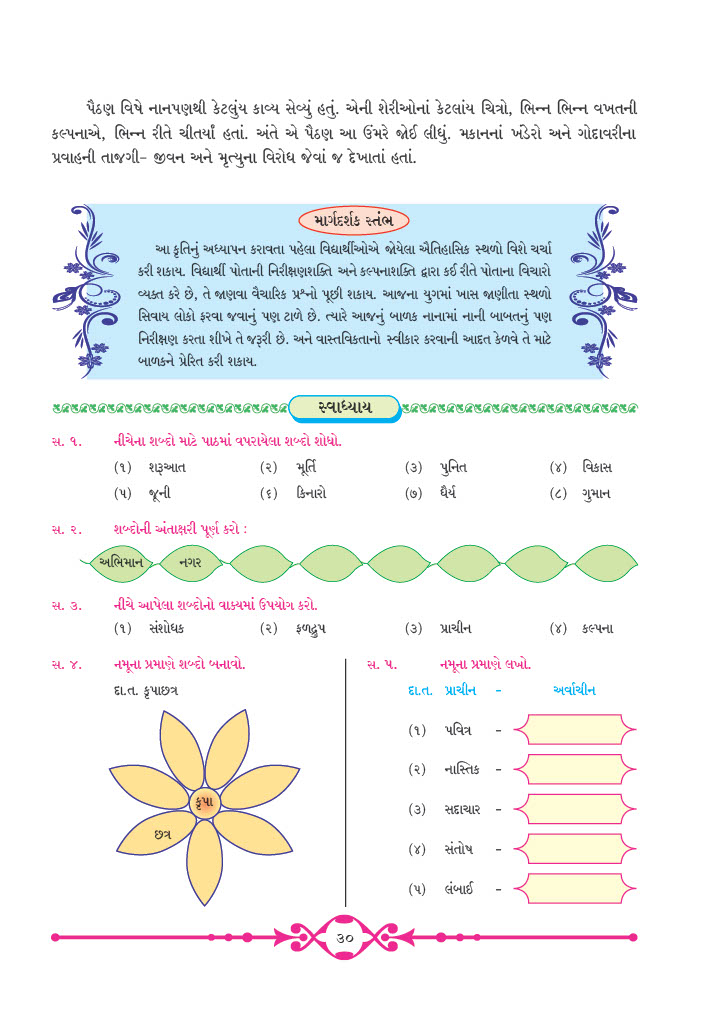 પૈઠણ વિષે નાનપણથી કેટલુંય કાવ્ય સેવ્યું હતું. એની શેરીઓનાં કેટલાંય ચિત્રો, ભિન્ન ભિન્ન વખતની
કલ્પનાએ, ભિન્ન રીતે ચીતર્યાં હતાં. અંતે એ પૈઠણ આ ઉંમરે જોઈ લીધું. મકાનનાં ખંડેરો અને ગોદાવરીના
પ્રવાહની તાજગી– જીવન અને મૃત્યુના વિરોધ જેવાં જ દેખાતાં હતાં.
માર્ગદર્શક સ્તંભ
આ કૃતિનું અધ્યાપન કરાવતા પહેલા વિદ્યાર્થીઓએ જોયેલા ઐતિહાસિક સ્થળો વિશે ચર્ચા
કરી શકાય. વિદ્યાર્થી પોતાની નિરીક્ષણશક્તિ અને કલ્પનાશક્તિ દ્વારા કઈ રીતે પોતાના વિચારો
વ્યક્ત કરે છે, તે જાણવા વૈચારિક પ્રશ્નો પૂછી શકાય. આજના યુગમાં ખાસ જાણીતા સ્થળો
સિવાય લોકો ફરવા જવાનું પણ ટાળે છે. ત્યારે આજનું બાળક નાનામાં નાની બાબતનું પણ
નિરીક્ષણ કરતા શીખે તે જરૂરી છે. અને વાસ્તવિકતાનો સ્વીકાર કરવાની આદત કેળવે તે માટે
બાળકને પ્રેરિત કરી શકાય.
સ્વાધ્યાય
સ. ૧. નીચેના શબ્દો માટે પાઠમાં વપરાયેલા શબ્દો શોધો.
(૧) શરૂઆત (૨) મૂર્તિ (૩) પુનિત (૪) વિકાસ
(૫) જૂની (૬) કિનારો (૭) ધૈર્ય (૮) ગુમાન
સ. ૨. શબ્દોની અંતાક્ષરી પૂર્ણ કરો :
અભિમાન નગર
સ. ૩. નીચે આપેલા શબ્દોનો વાક્યમાં ઉપયોગ કરો.
(૧) સંશોધક (૨) ફળદ્રુપ (૩) પ્રાચીન (૪) કલ્પના
સ. ૪. નમૂના પ્રમાણે શબ્દો બનાવો.
દા.ત. કૃપાછત્ર
કૃપા
છત્ર
સ. ૫. નમૂના પ્રમાણે લખો.
દા.ત. પ્રાચીન – અર્વાચીન
(૧) પવિત્ર –
(૨) નાસ્તિક –
(૩) સદાચાર –
(૪) સંતોષ –
(૫) લંબાઈ –
૩૦